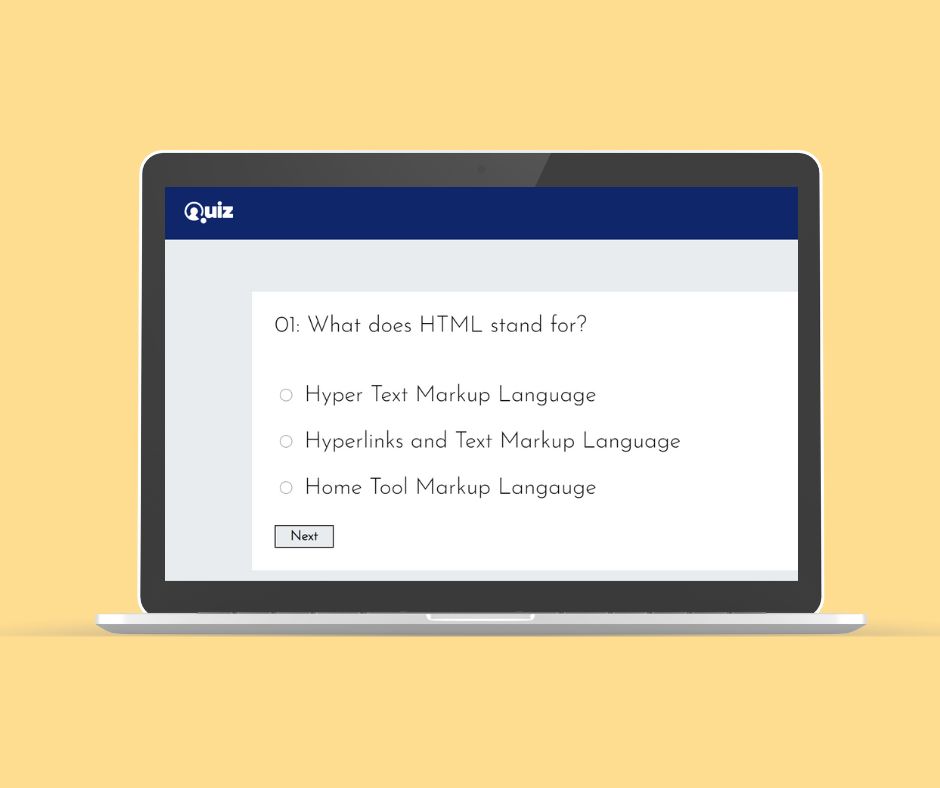 Quiz
01: What does HTML stand for?
Hyper Text Markup Language
Hyperlinks and Text Markup Language
Home Tool Markup Langauge
Next